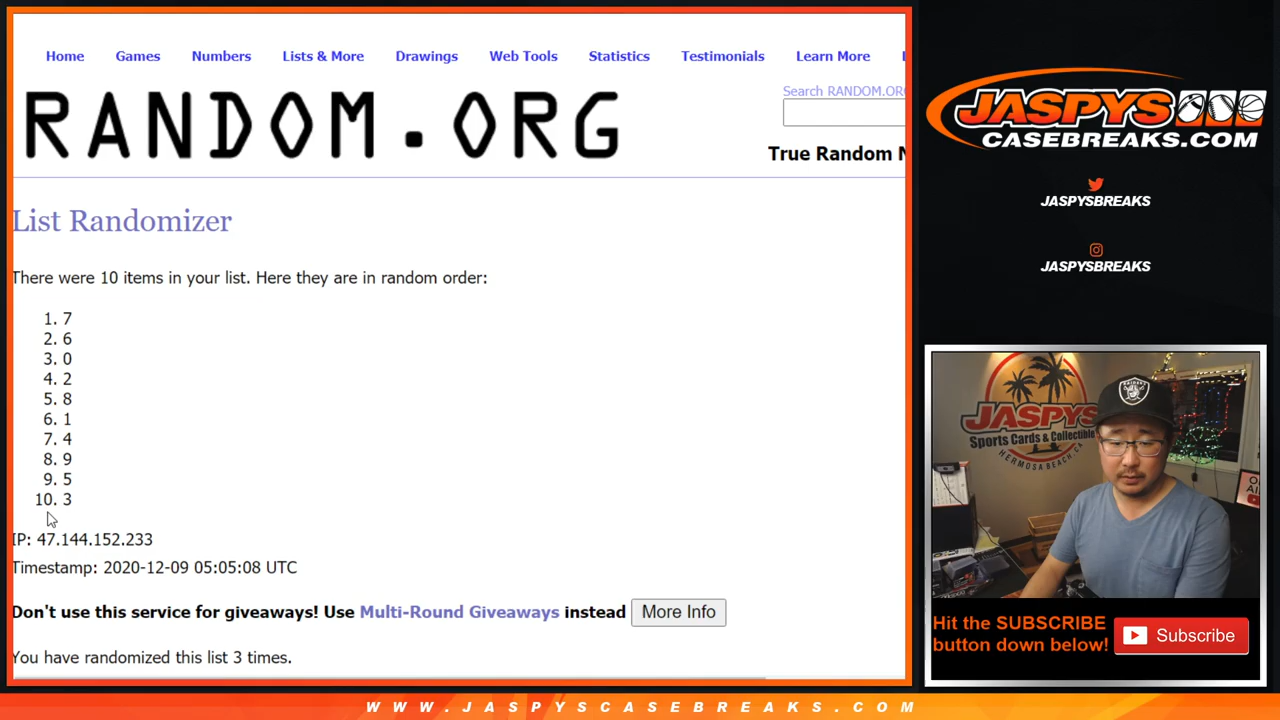 Home Games Numbers Lists & More Drawings Web Tools Statistics Testimonials Learn More
RANDOM.ORG
Search RANDOM.ORG
True Random N
List Randomizer
There were 10 items in your list. Here they are in random order:
1. 7
2. 6
3. 0
4. 2
5. 8
6. 1
7. 4
8. 9
9. 5
10. 3
IP: 47.144.152.233
Timestamp: 2020-12-09 05:05:08 UTC
Don't use this service for giveaways! Use Multi-Round Giveaways instead More Info
You have randomized this list 3 times.
JASPYS
CASEBREAKS.COM
JASPYSBREAKS
JASPYSBREAKS
JASPYS
Sports Cards & Collectibles
HERMOSA BEACH, CA
RAIDERS
Hit the SUBSCRIBE
button down below!
Subscribe
WWW.JASPYSCASEBREAKS.COM